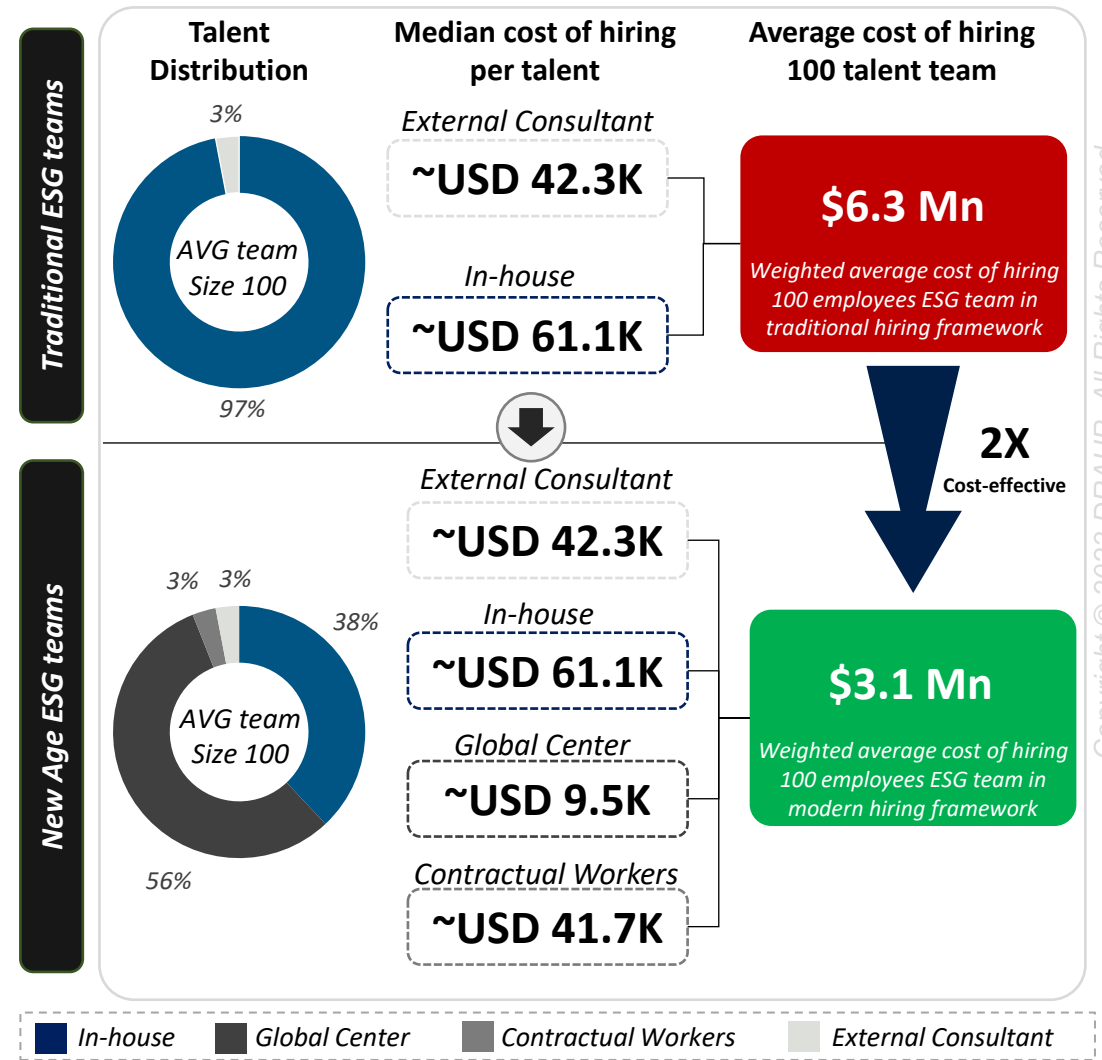 Traditional ESG teams
Talent
Distribution
Median cost of hiring
per talent
Average cost of hiring
100 talent team
3%
AVG team
Size 100
97%
External Consultant
~USD 42.3K
In-house
~USD 61.1K
$6.3 Mn
Weighted average cost of hiring
100 employees ESG team in
traditional hiring framework
2X
Cost-effective
New Age ESG teams
3%
3%
38%
AVG team
Size 100
56%
External Consultant
~USD 42.3K
In-house
~USD 61.1K
Global Center
~USD 9.5K
Contractual Workers
~USD 41.7K
$3.1 Mn
Weighted average cost of hiring
100 employees ESG team in
modern hiring framework
In-house
Global Center
Contractual Workers
External Consultant
All Rights Reserved